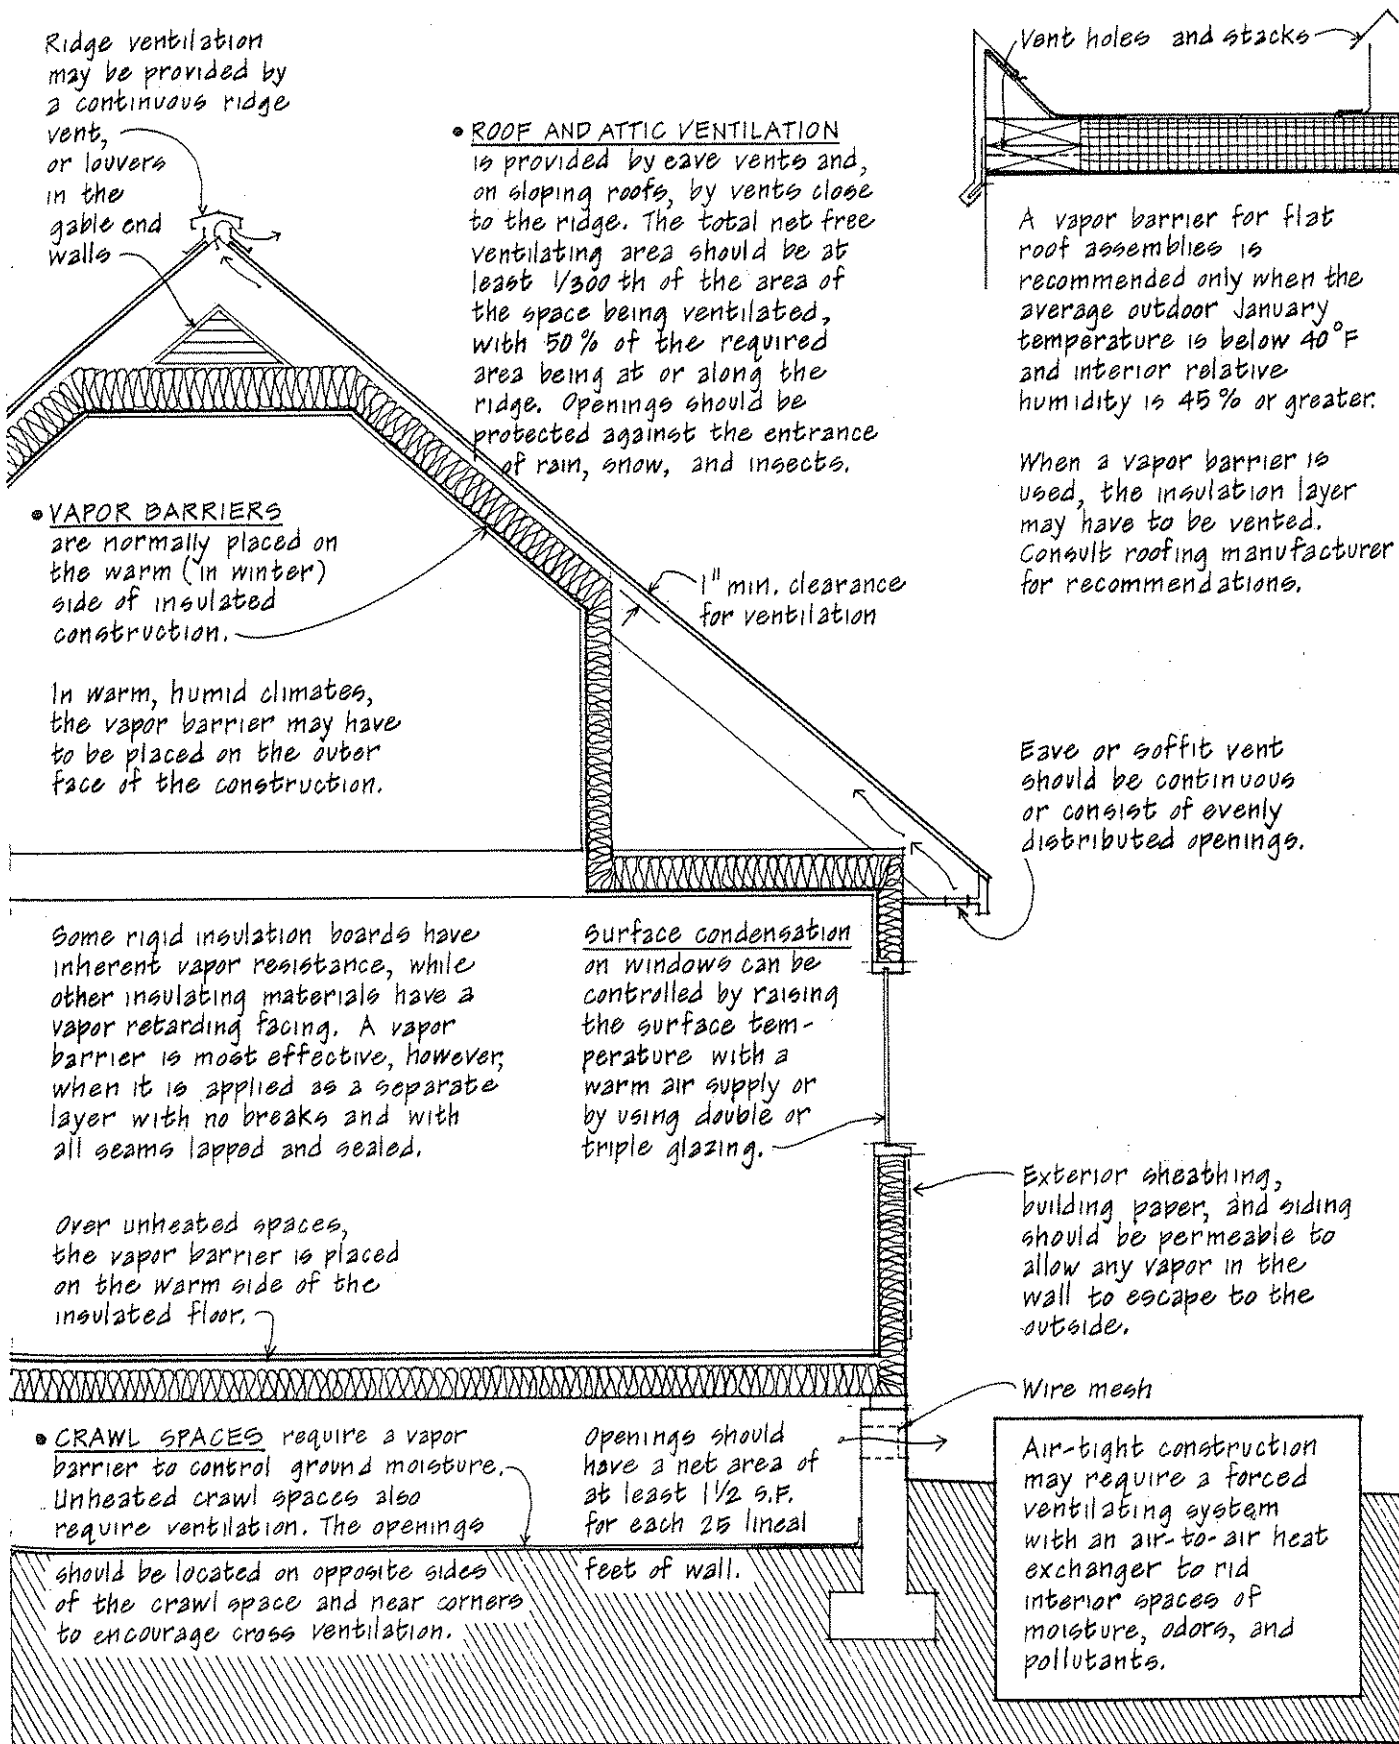 Ridge ventilation
may be provided by
a continuous ridge
vent,
or louvers
in the
gable end
walls
• ROOF AND ATTIC VENTILATION
is provided by eave vents and,
on sloping roofs, by vents close
to the ridge. The total net free
ventilating area should be at
least 1/300 th of the area of
the space being ventilated,
with 50% of the required
area being at or along the
ridge. Openings should be
protected against the entrance
of rain, snow, and insects.
Vent holes and stacks
A vapor barrier for flat
roof assemblies is
recommended only when the
average outdoor January
temperature is below 40°F
and interior relative
humidity is 45% or greater.
When a vapor barrier is
used, the insulation layer
may have to be vented.
Consult roofing manufacturer
for recommendations.
• VAPOR BARRIERS
are normally placed on
the warm (in winter)
side of insulated
construction.
In warm, humid climates,
the vapor barrier may have
to be placed on the outer
face of the construction.
1" min. clearance
for ventilation
Eave or soffit vent
should be continuous
or consist of evenly
distributed openings.
Some rigid insulation boards have
inherent vapor resistance, while
other insulating materials have a
vapor retarding facing. A vapor
barrier is most effective, however,
when it is applied as a separate
layer with no breaks and with
all seams lapped and sealed.
Surface condensation
on windows can be
controlled by raising
the surface tem-
perature with a
warm air supply or
by using double or
triple glazing.
Over unheated spaces,
the vapor barrier is placed
on the warm side of the
insulated floor.
Exterior sheathing,
building paper, and siding
should be permeable to
allow any vapor in the
wall to escape to the
outside.
Wire mesh
• CRAWL SPACES require a vapor
barrier to control ground moisture.
Unheated crawl spaces also
require ventilation. The openings
should be located on opposite sides
of the crawl space and near corners
to encourage cross ventilation.
Openings should
have a net area of
at least 1 1/2 S.F.
for each 25 lineal
feet of wall.
Air-tight construction
may require a forced
ventilating system
with an air-to-air heat
exchanger to rid
interior spaces of
moisture, odors, and
pollutants.